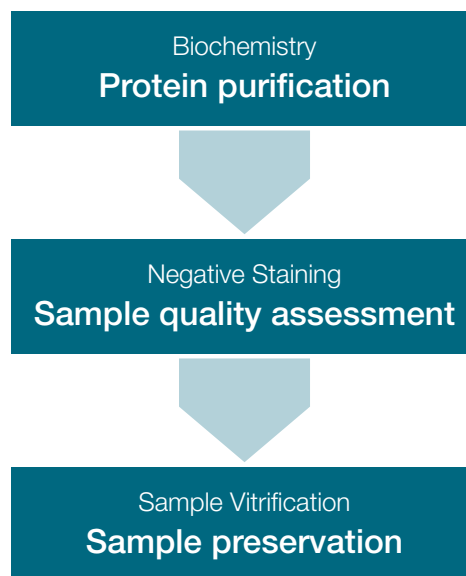 Biochemistry
Protein purification
Negative Staining
Sample quality assessment
Sample Vitrification
Sample preservation